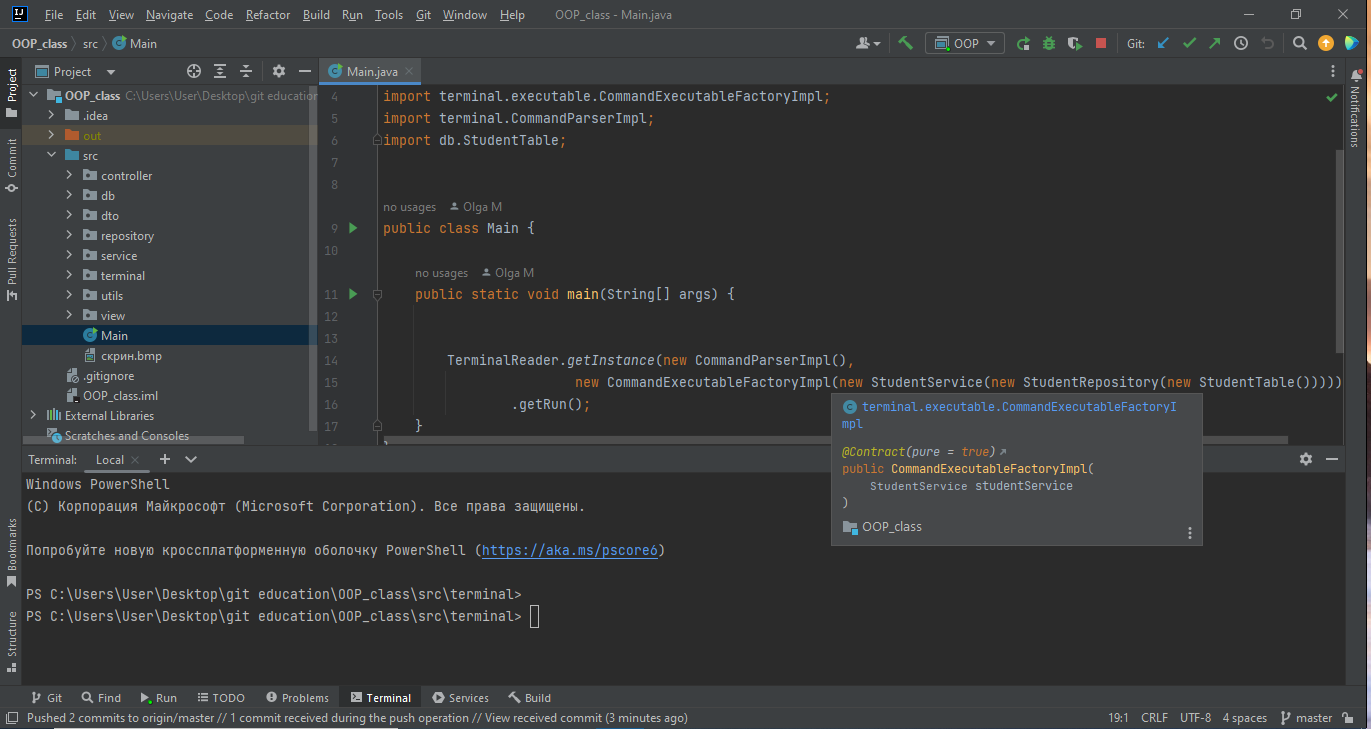 File Edit View Navigate Code Refactor Build Run Tools Git Window Help OOP_class - Main.java
OOP_class src Main OOP Git:
Project
Main.java
OOP_class C:\Users\User\Desktop\git education
.idea
out
src
controller
db
dto
repository
service
terminal
utils
view
Main
скрин.bmp
.gitignore
OOP_class.iml
External Libraries
Scratches and Consoles
Project
Commit
Pull Requests
Bookmarks
Structure
Notifications
4 import terminal.executable.CommandExecutableFactoryImpl;
5 import terminal.CommandParserImpl;
6 import db.StudentTable;
7
8
no usages Olga M
9 public class Main {
10
no usages Olga M
11 public static void main(String[] args) {
12
13
14 TerminalReader.getInstance(new CommandParserImpl(),
15 new CommandExecutableFactoryImpl(new StudentService(new StudentRepository(new StudentTable()))))
16 .getRun();
17 }
terminal.executable.CommandExecutableFactoryI
mpl
@Contract(pure = true)
public CommandExecutableFactoryImpl(
StudentService studentService
)
OOP_class
Terminal: Local
Windows PowerShell
(C) Корпорация Майкрософт (Microsoft Corporation). Все права защищены.
Попробуйте новую кроссплатформенную оболочку PowerShell (https://aka.ms/pscore6)
PS C:\Users\User\Desktop\git education\OOP_class\src\terminal>
PS C:\Users\User\Desktop\git education\OOP_class\src\terminal>
Git Find Run TODO Problems Terminal Services Build
Pushed 2 commits to origin/master // 1 commit received during the push operation // View received commit (3 minutes ago) 19:1 CRLF UTF-8 4 spaces master